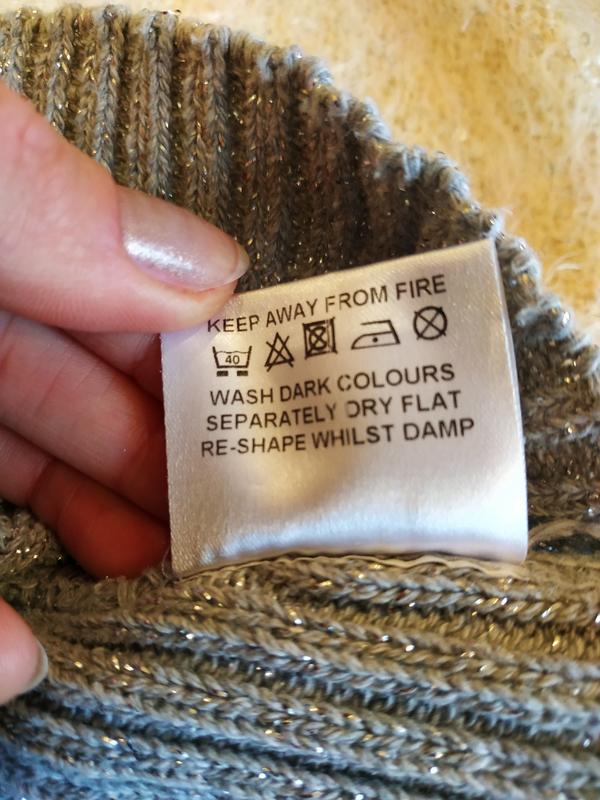 KEEP AWAY FROM FIRE
40
WASH DARK COLOURS
SEPARATELY DRY FLAT
RE-SHAPE WHILST DAMP